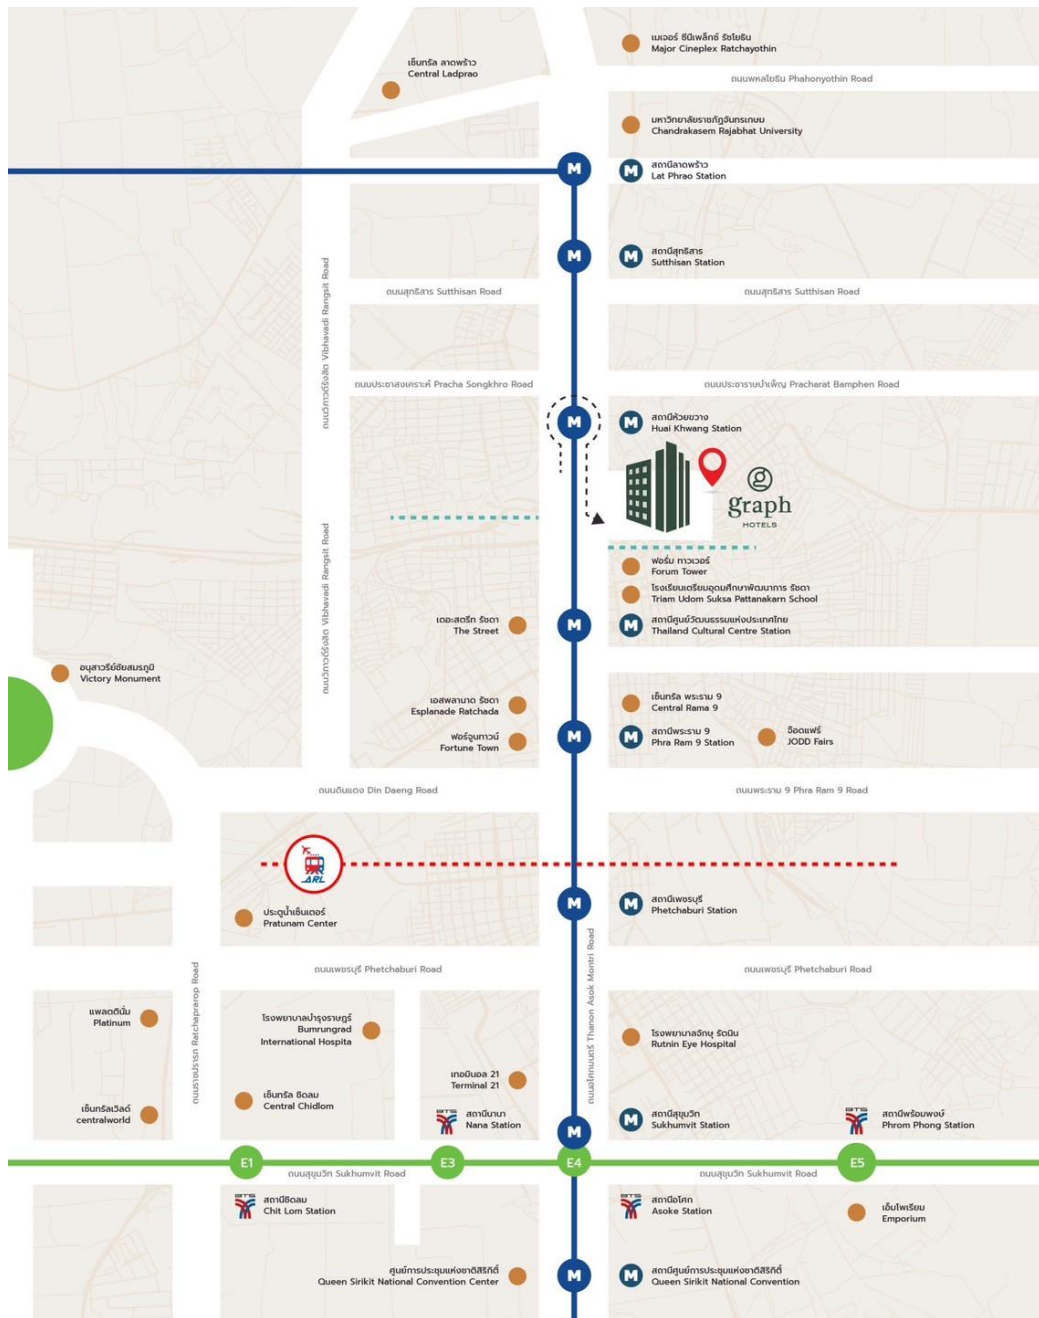 เมเจอร์ ซีนีเพล็กซ์ รัชโยธิน
Major Cineplex Ratchayothin
เซ็นทรัล ลาดพร้าว
Central Ladprao
ถนนพหลโยธิน Phahonyothin Road
มหาวิทยาลัยราชภัฏจันทรเกษม
Chandrakasem Rajabhat University
M
M
สถานีลาดพร้าว
Lat Phrao Station
M
M
สถานีสุทธิสาร
Sutthisan Station
ถนนวิภาวดีรังสิต Vibhavadi Rangsit Road
ถนนสุทธิสาร Sutthisan Road
ถนนสุทธิสาร Sutthisan Road
ถนนประชาสงเคราะห์ Pracha Songkhro Road
ถนนประชาราษบำเพ็ญ Pracharat Bamphen Road
M
M
สถานีห้วยขวาง
Huai Khwang Station
graph
HOTELS
ถนนวิภาวดีรังสิต Vibhavadi Rangsit Road
ฟอรั่ม ทาวเวอร์
Forum Tower
โรงเรียนเตรียมอุดมศึกษาพัฒนาการ รัชดา
Triam Udom Suksa Pattanakarn School
เดอะสตรีท รัชดา
The Street
M
M
สถานีศูนย์วัฒนธรรมแห่งประเทศไทย
Thailand Cultural Centre Station
อนุสาวรีย์ชัยสมรภูมิ
Victory Monument
เอสพลานาด รัชดา
Esplanade Ratchada
เซ็นทรัล พระราม 9
Central Rama 9
ฟอร์จูนทาวน์
Fortune Town
M
M
สถานีพระราม 9
Phra Ram 9 Station
จ๊อดแฟร์
JODD Fairs
ถนนดินแดง Din Daeng Road
ถนนพระราม 9 Phra Ram 9 Road
ARL
ประตูน้ำเซ็นเตอร์
Pratunam Center
M
M
สถานีเพชรบุรี
Phetchaburi Station
ถนนอโศกมนตรี Thanon Asok Montri Road
ถนนราชปรารภ Ratchaprarop Road
ถนนเพชรบุรี Phetchaburi Road
ถนนเพชรบุรี Phetchaburi Road
แพลตตินั่ม
Platinum
โรงพยาบาลบำรุงราษฎร์
Bumrungrad
International Hospita
โรงพยาบาลจักษุ รัตนิน
Rutnin Eye Hospital
เทอมินอล 21
Terminal 21
เซ็นทรัลเวิลด์
centralworld
เซ็นทรัล ชิดลม
Central Chidlom
BTS
สถานีนานา
Nana Station
M
M
สถานีสุขุมวิท
Sukhumvit Station
BTS
สถานีพร้อมพงษ์
Phrom Phong Station
E1
E3
E4
E5
ถนนสุขุมวิท Sukhumvit Road
ถนนสุขุมวิท Sukhumvit Road
BTS
สถานีชิดลม
Chit Lom Station
BTS
สถานีอโศก
Asoke Station
เอ็มโพเรียม
Emporium
ศูนย์การประชุมแห่งชาติสิริกิติ์
Queen Sirikit National Convention Center
M
M
สถานีศูนย์การประชุมแห่งชาติสิริกิติ์
Queen Sirikit National Convention